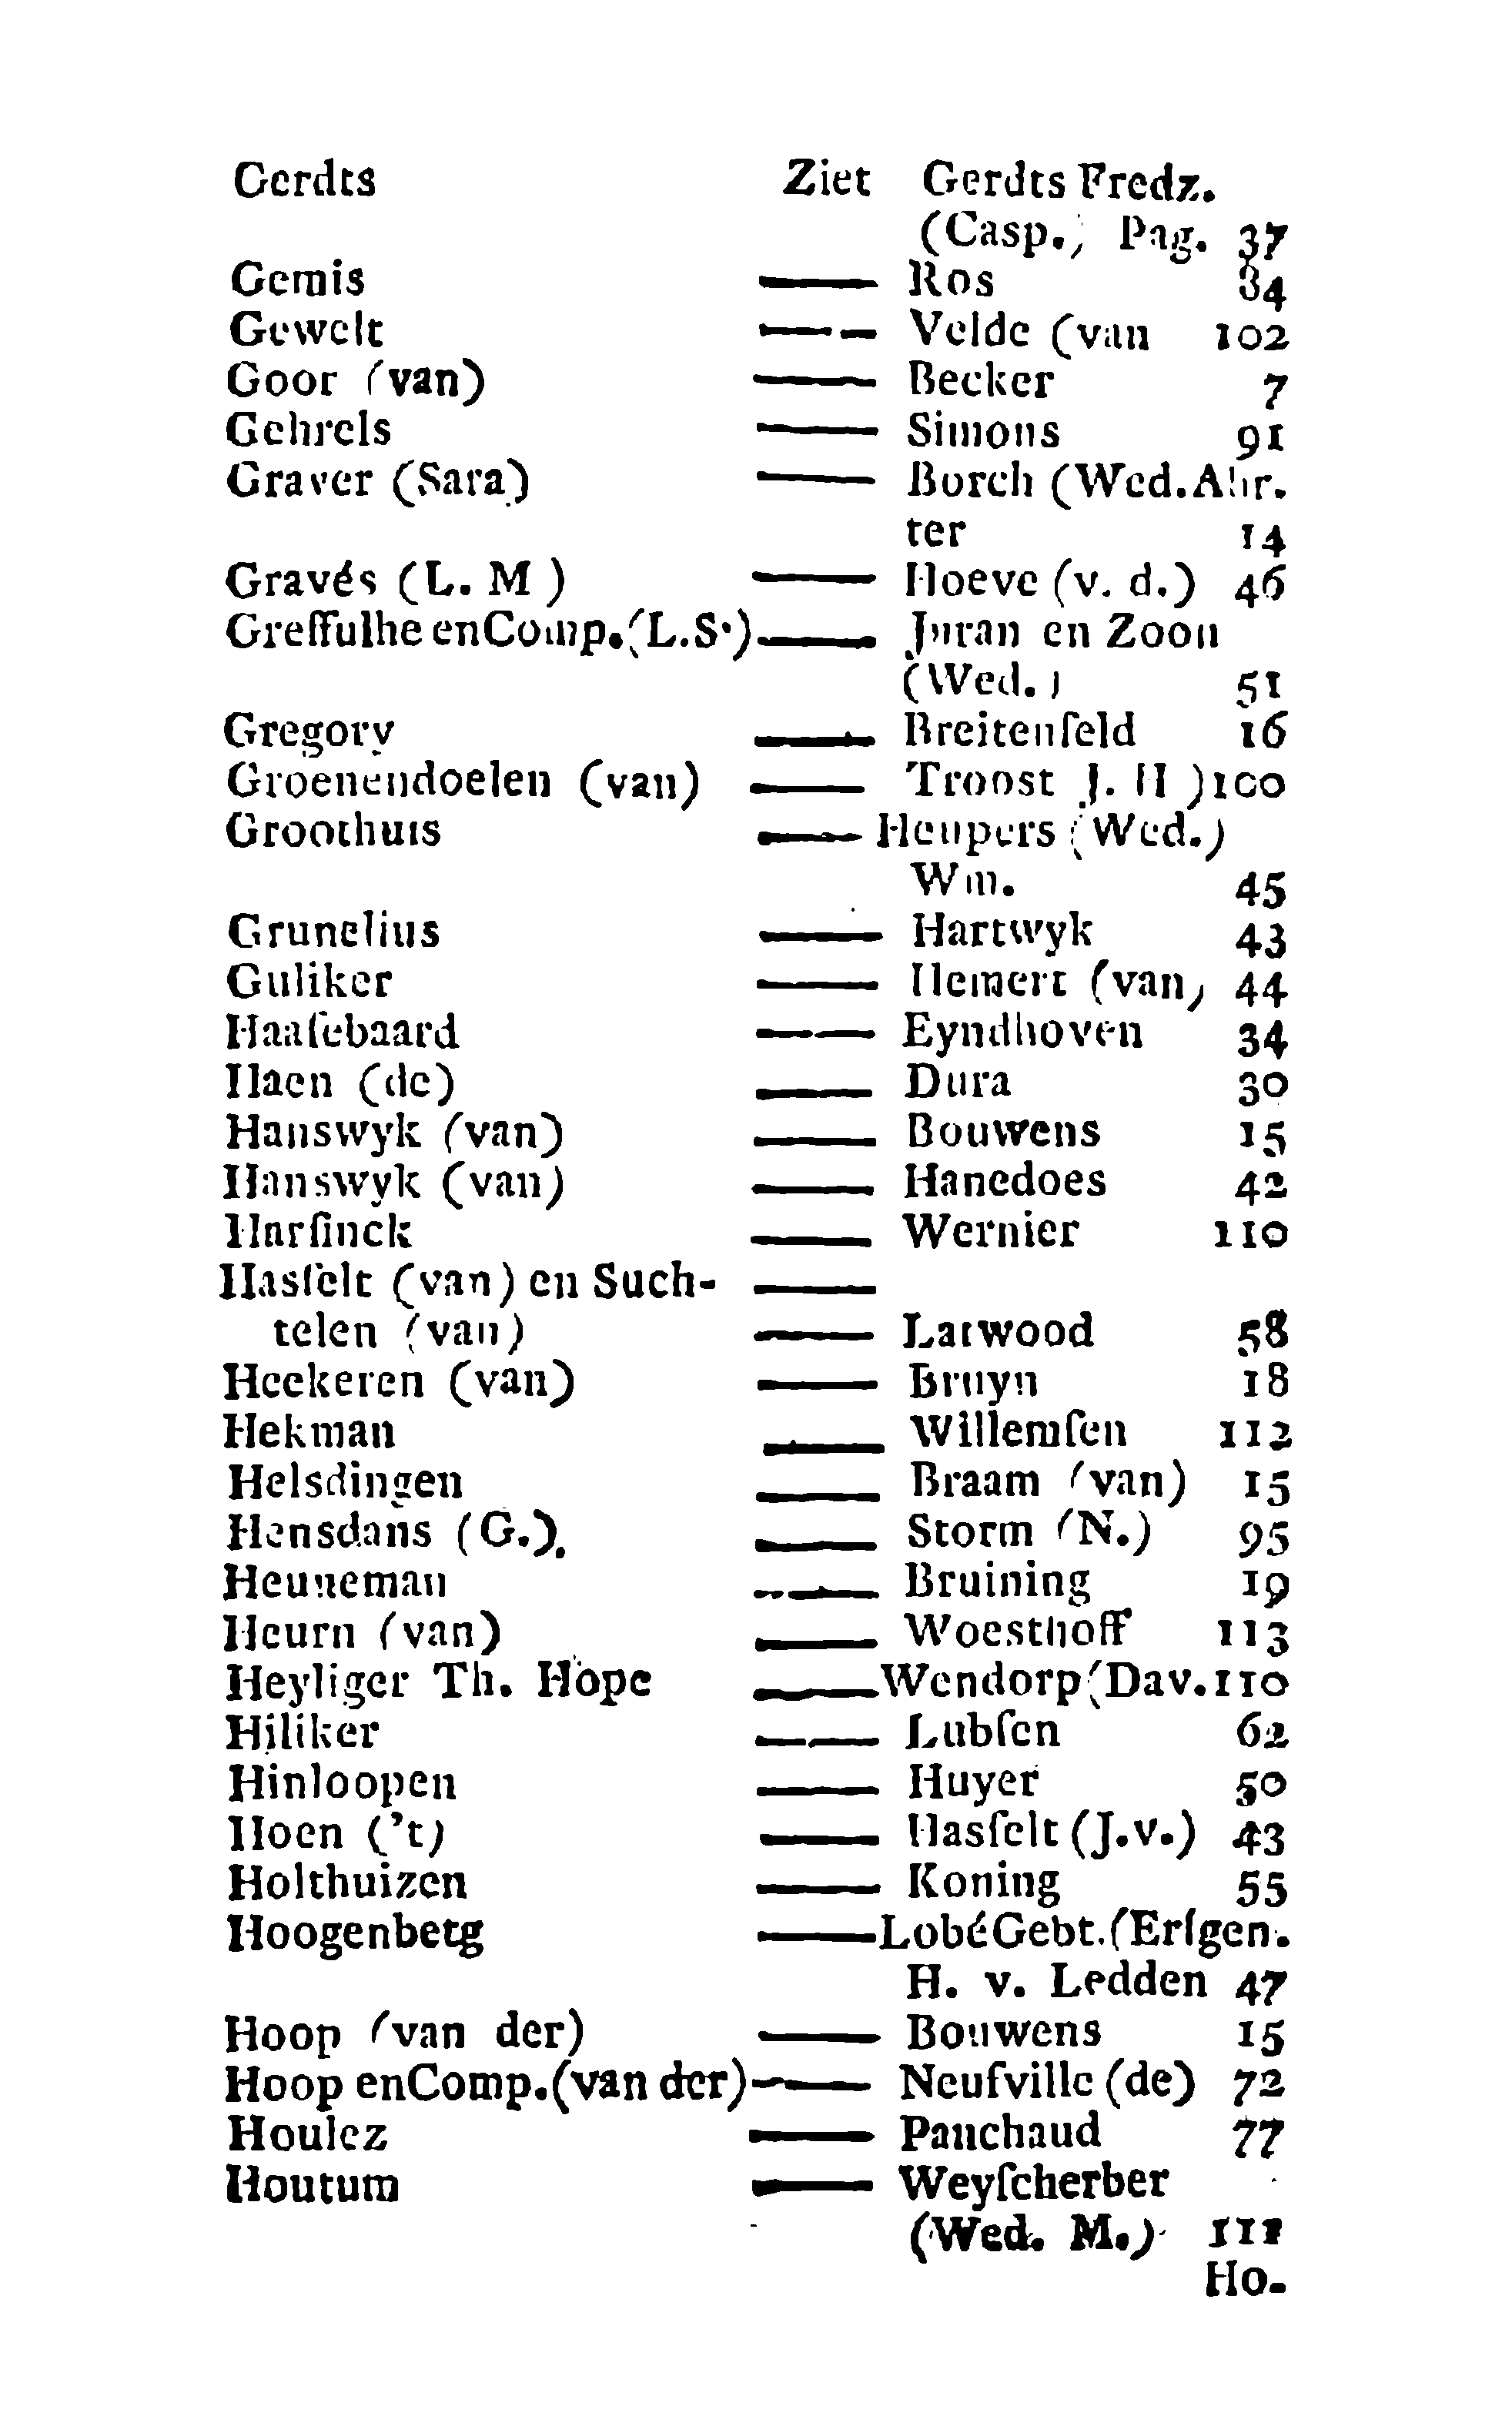 Gerdts Ziet Gerdts Fredz.
(Casp., Pag. 37
Gemis —— Ros 84
Gewelt —— Velde (van 102
Goor (van) —— Becker 7
Gehrels —— Simons 91
Graver (Sara) —— Borch (Wed. Ahr.
ter 14
Gravés (L. M ) —— Hoeve (v. d.) 46
Greffulhe en Comp. (L.S.) —— Juran en Zoon
(Wed.) 51
Gregory —— Breitenfeld 16
Groenendoelen (van) —— Troost J. H ) 100
Groothuis —— Heupers (Wed.)
Wm. 45
Grunelius —— Hartwyk 43
Guliker —— Hemert (van) 44
Haaſebaard —— Eyndhoven 34
Haen (de) —— Dura 30
Hanswyk (van) —— Bouwens 15
Hanswyk (van) —— Hanedoes 42
Harſinck —— Wernier 110
Hasſelt (van) en Such- ——
telen (van) —— Latwood 58
Heekeren (van) —— Bruyn 18
Hekman —— Willemſen 112
Helsdingen —— Braam (van) 15
Hensdans (G.). —— Storm (N.) 95
Heuneman —— Bruining 19
Heurn (van) —— Woesthoff 113
Heyliger Th. Hope —— Wendorp (Dav. 110
Hiliker —— Lubſen 62
Hinloopen —— Huyer 50
Hoen ('t) —— Hasſelt (J.v.) 43
Holthuizen —— Koning 55
Hoogenbetg —— Lobé Gebt. (Erſgen.
H. v. Ledden 47
Hoop (van der) —— Bouwens 15
Hoop en Comp. (van der) —— Neufville (de) 72
Houlez —— Panchaud 77
Houtum —— Weyſcherber
(Wed. M.) 111
Ho-